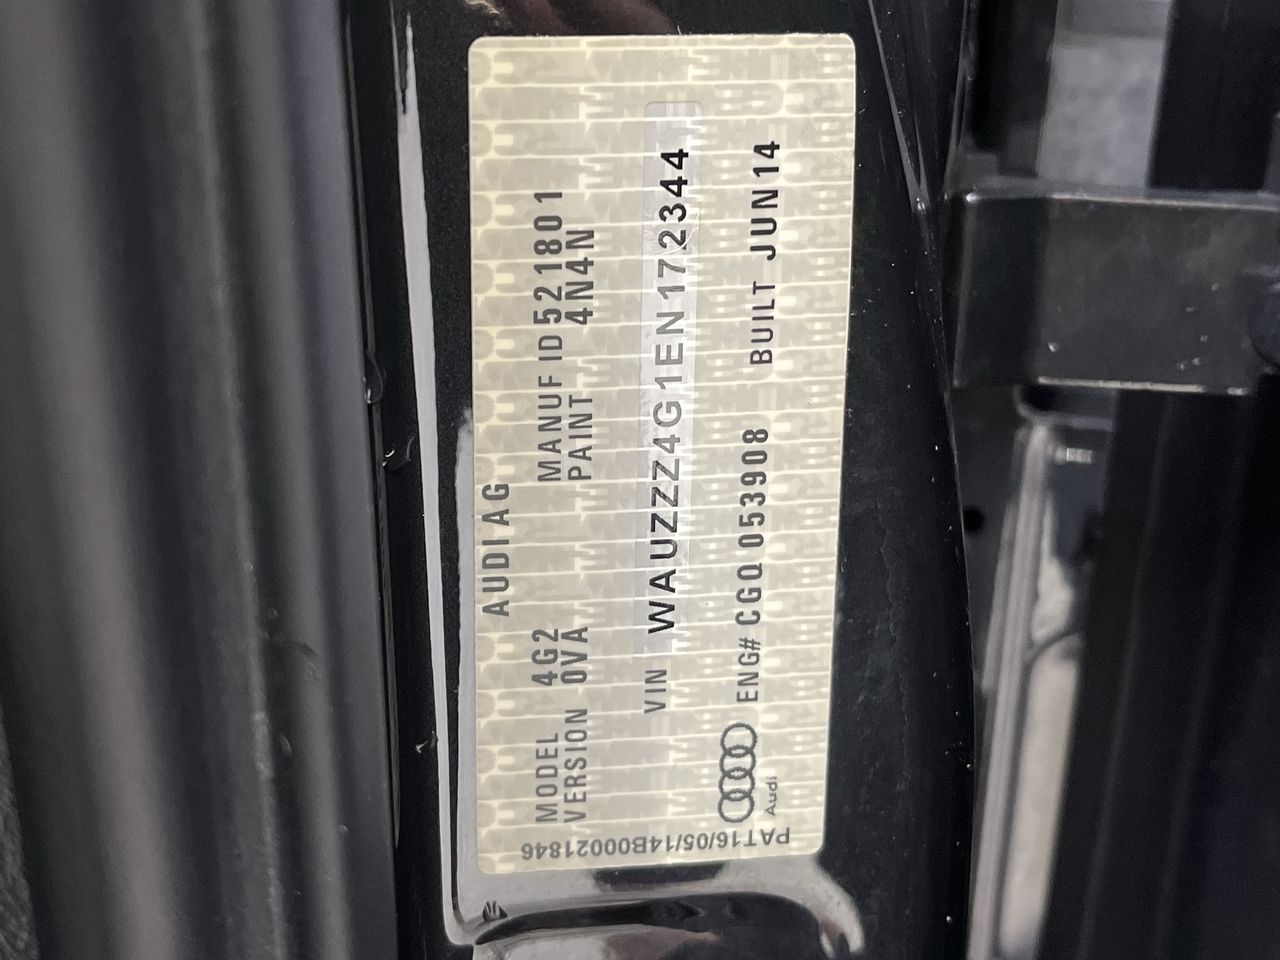 AUDI AG
MODEL 4G2 MANUF ID 521801
VERSION 0VA PAINT 4N4N
VIN WAUZZZ4G1EN172344
ENG# CGQ 053908 BUILT JUN14
Audi
PAT16/05/14B00021846